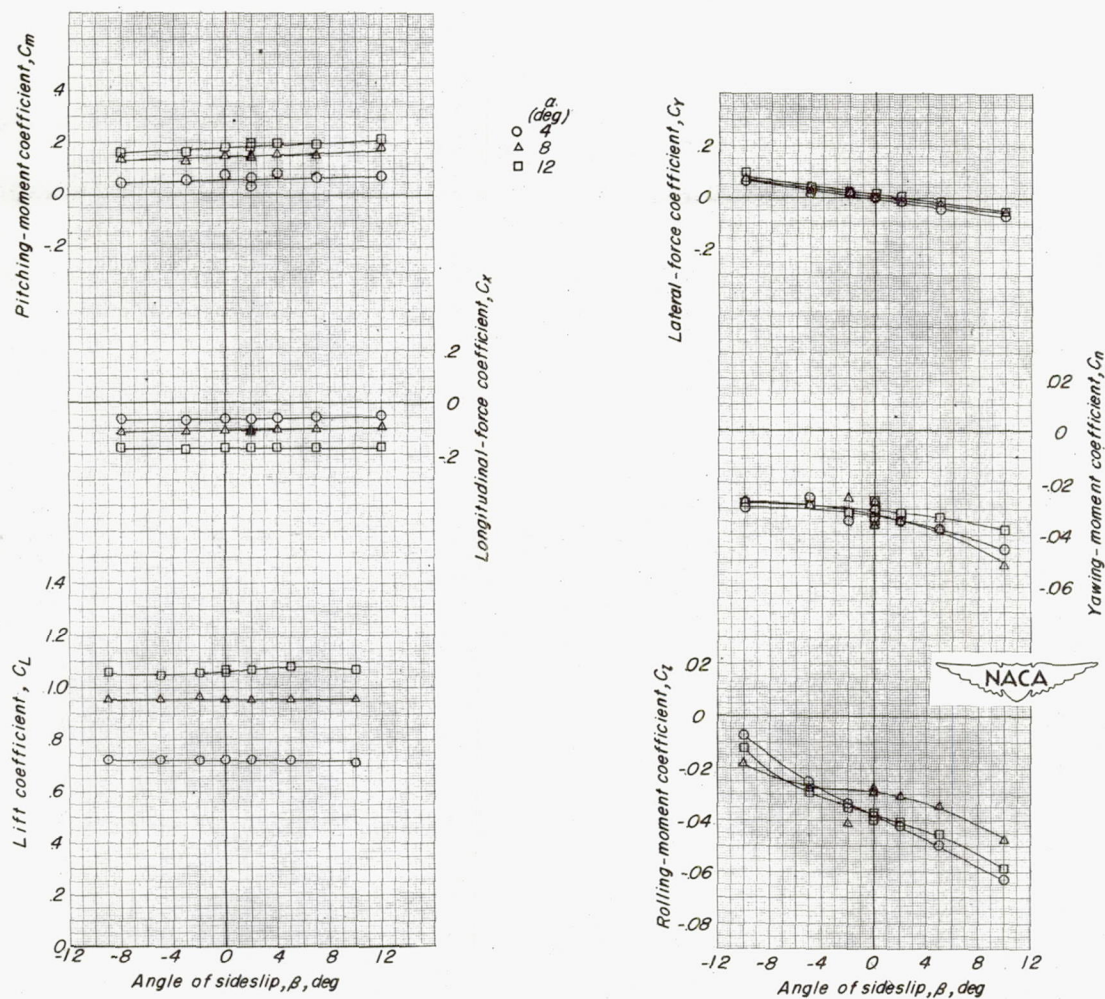 Pitching-moment coefficient, Cm
.4
.2
0
-.2
Longitudinal-force coefficient, Cx
.2
0
-.2
Lift coefficient, CL
1.4
1.2
1.0
.8
.6
.4
.2
0
-12 -8 -4 0 4 8 12
Angle of sideslip, β, deg
α
(deg)
4
8
12
Lateral-force coefficient, CY
.2
0
-.2
Yawing-moment coefficient, Cn
.02
0
-.02
-.04
-.06
Rolling-moment coefficient, Cl
.02
0
-.02
-.04
-.06
-.08
NACA
-12 -8 -4 0 4 8 12
Angle of sideslip, β, deg